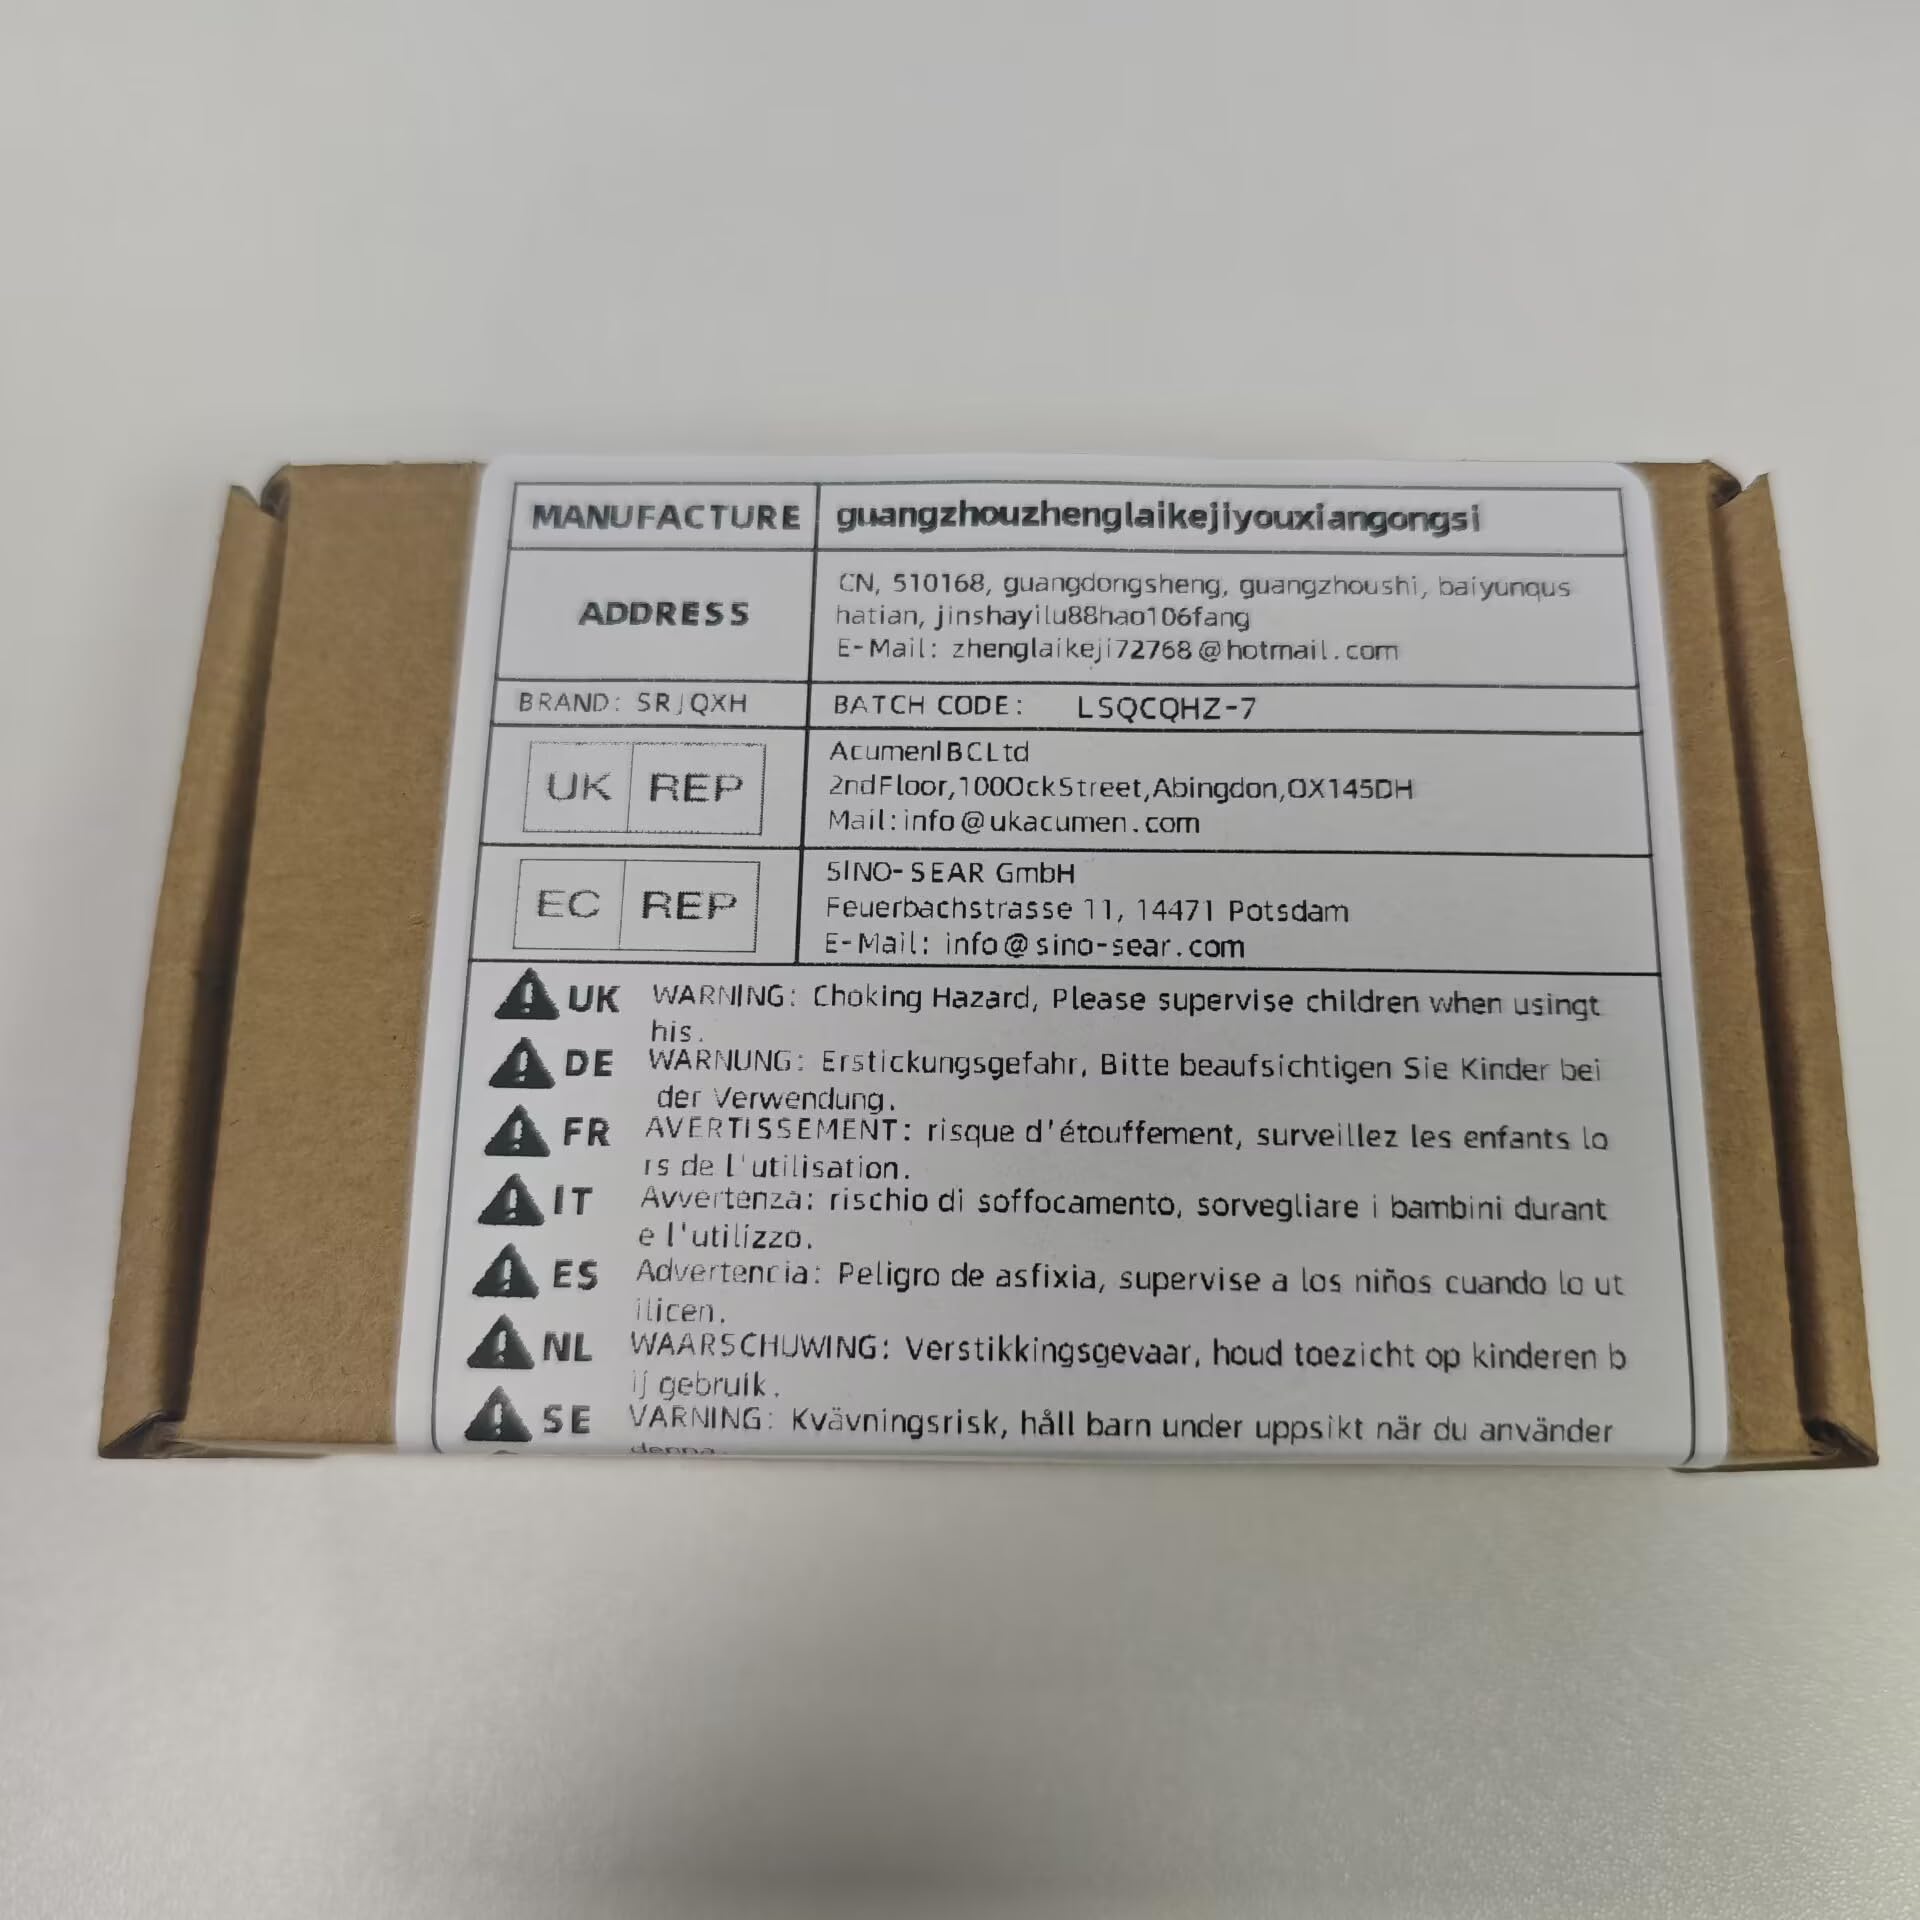 MANUFACTURE guangzhouzhenglaikejiyouxiangongsi
ADDRESS
CN, 510168, guangdongsheng, guangzhoushi, baiyunqus
hatian, jinshayilu88hao106fang
E-Mail: zhenglaikeji72768@hotmail.com
BRAND: SRJQXH BATCH CODE: LSQCQHZ-7
UK REP
AcumenIBCLtd
2ndFloor,100OckStreet,Abingdon,OX145DH
Mail:info@ukacumen.com
EC REP
SINO-SEAR GmbH
Feuerbachstrasse 11, 14471 Potsdam
E-Mail: info@sino-sear.com
UK WARNING: Choking Hazard, Please supervise children when usingt
his.
DE WARNUNG: Erstickungsgefahr, Bitte beaufsichtigen Sie Kinder bei
der Verwendung.
FR AVERTISSEMENT: risque d'étouffement, surveillez les enfants lo
rs de l'utilisation.
IT Avvertenza: rischio di soffocamento, sorvegliare i bambini durant
e l'utilizzo.
ES Advertencia: Peligro de asfixia, supervise a los niños cuando lo ut
ilicen.
NL WAARSCHUWING: Verstikkingsgevaar, houd toezicht op kinderen b
ij gebruik.
SE VARNING: Kvävningsrisk, håll barn under uppsikt när du använder
denna.